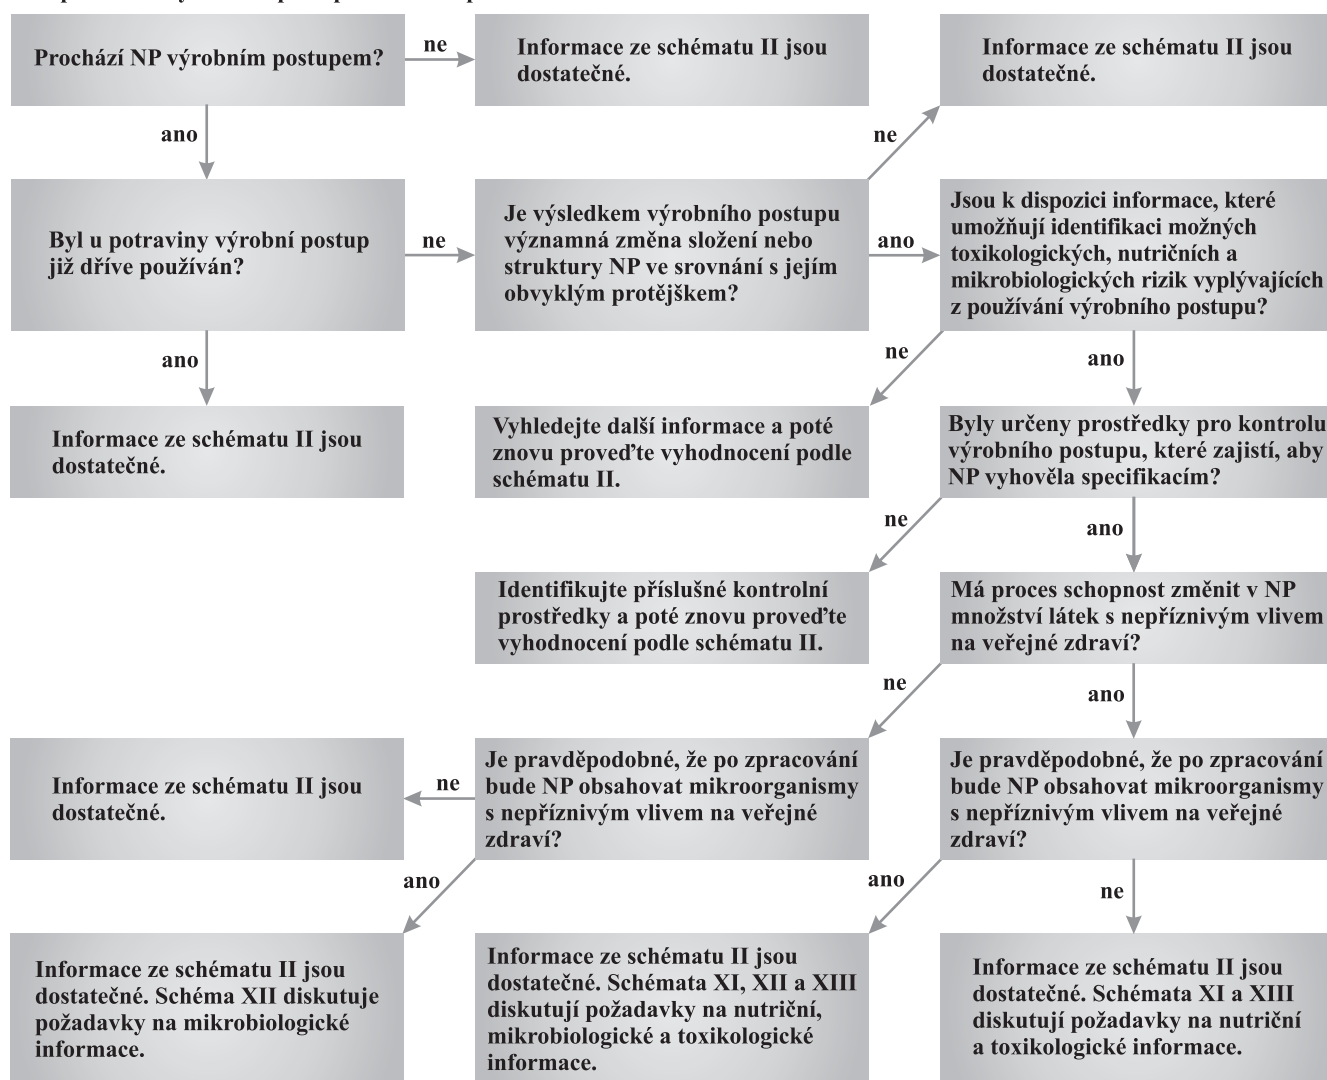 Prochází NP výrobním postupem?
ne
Informace ze schématu II jsou
dostatečné.
Informace ze schématu II jsou
dostatečné.
ano
ne
Byl u potraviny výrobní postup
již dříve používán?
ne
Je výsledkem výrobního postupu
významná změna složení nebo
struktury NP ve srovnání s jejím
obvyklým protějškem?
ano
Jsou k dispozici informace, které
umožňují identifikaci možných
toxikologických, nutričních a
mikrobiologických rizik vyplývajících
z používání výrobního postupu?
ano
ne
ano
Informace ze schématu II jsou
dostatečné.
Vyhledejte další informace a poté
znovu proveďte vyhodnocení podle
schématu II.
Byly určeny prostředky pro kontrolu
výrobního postupu, které zajistí, aby
NP vyhověla specifikacím?
ne
ano
Identifikujte příslušné kontrolní
prostředky a poté znovu proveďte
vyhodnocení podle schématu II.
Má proces schopnost změnit v NP
množství látek s nepříznivým vlivem
na veřejné zdraví?
ne
ano
Informace ze schématu II jsou
dostatečné.
ne
Je pravděpodobné, že po zpracování
bude NP obsahovat mikroorganismy
s nepříznivým vlivem na veřejné
zdraví?
Je pravděpodobné, že po zpracování
bude NP obsahovat mikroorganismy
s nepříznivým vlivem na veřejné
zdraví?
ano
ano
ne
Informace ze schématu II jsou
dostatečné. Schéma XII diskutuje
požadavky na mikrobiologické
informace.
Informace ze schématu II jsou
dostatečné. Schémata XI, XII a XIII
diskutují požadavky na nutriční,
mikrobiologické a toxikologické
informace.
Informace ze schématu II jsou
dostatečné. Schémata XI a XIII
diskutují požadavky na nutriční
a toxikologické informace.